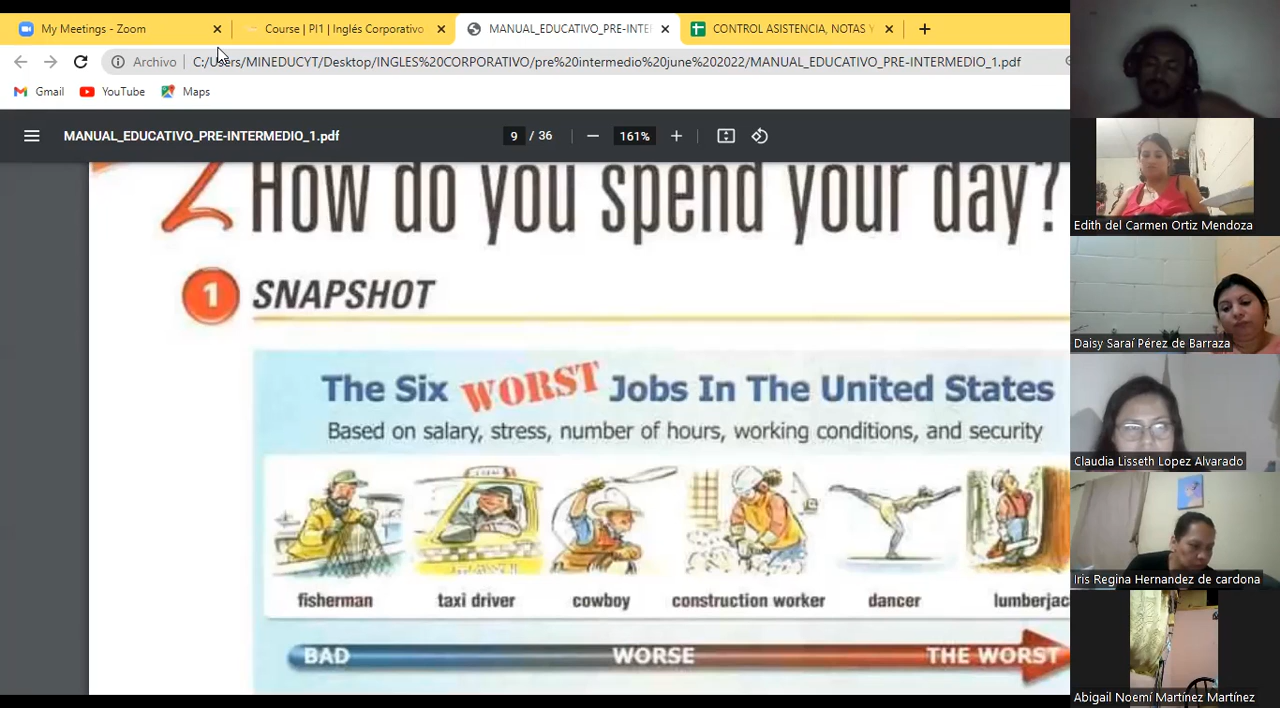 My Meetings - Zoom
Course | PI1 | Inglés Corporativo
MANUAL_EDUCATIVO_PRE-INTE
CONTROL ASISTENCIA, NOTAS Y
Archivo
C:/Users/MINEDUCYT/Desktop/INGLES%20CORPORATIVO/pre%20intermedio%20june%202022/MANUAL_EDUCATIVO_PRE-INTERMEDIO_1.pdf
Gmail
YouTube
Maps
MANUAL_EDUCATIVO_PRE-INTERMEDIO_1.pdf
9 / 36
161%
2 How do you spend your day?
1 SNAPSHOT
The Six WORST Jobs In The United States
Based on salary, stress, number of hours, working conditions, and security
TAXI
fisherman
taxi driver
cowboy
construction worker
dancer
lumberjac
BAD
WORSE
THE WORST
Edith del Carmen Ortiz Mendoza
Daisy Saraí Pérez de Barraza
Claudia Lisseth Lopez Alvarado
Iris Regina Hernandez de cardona
Abigail Noemí Martínez Martínez